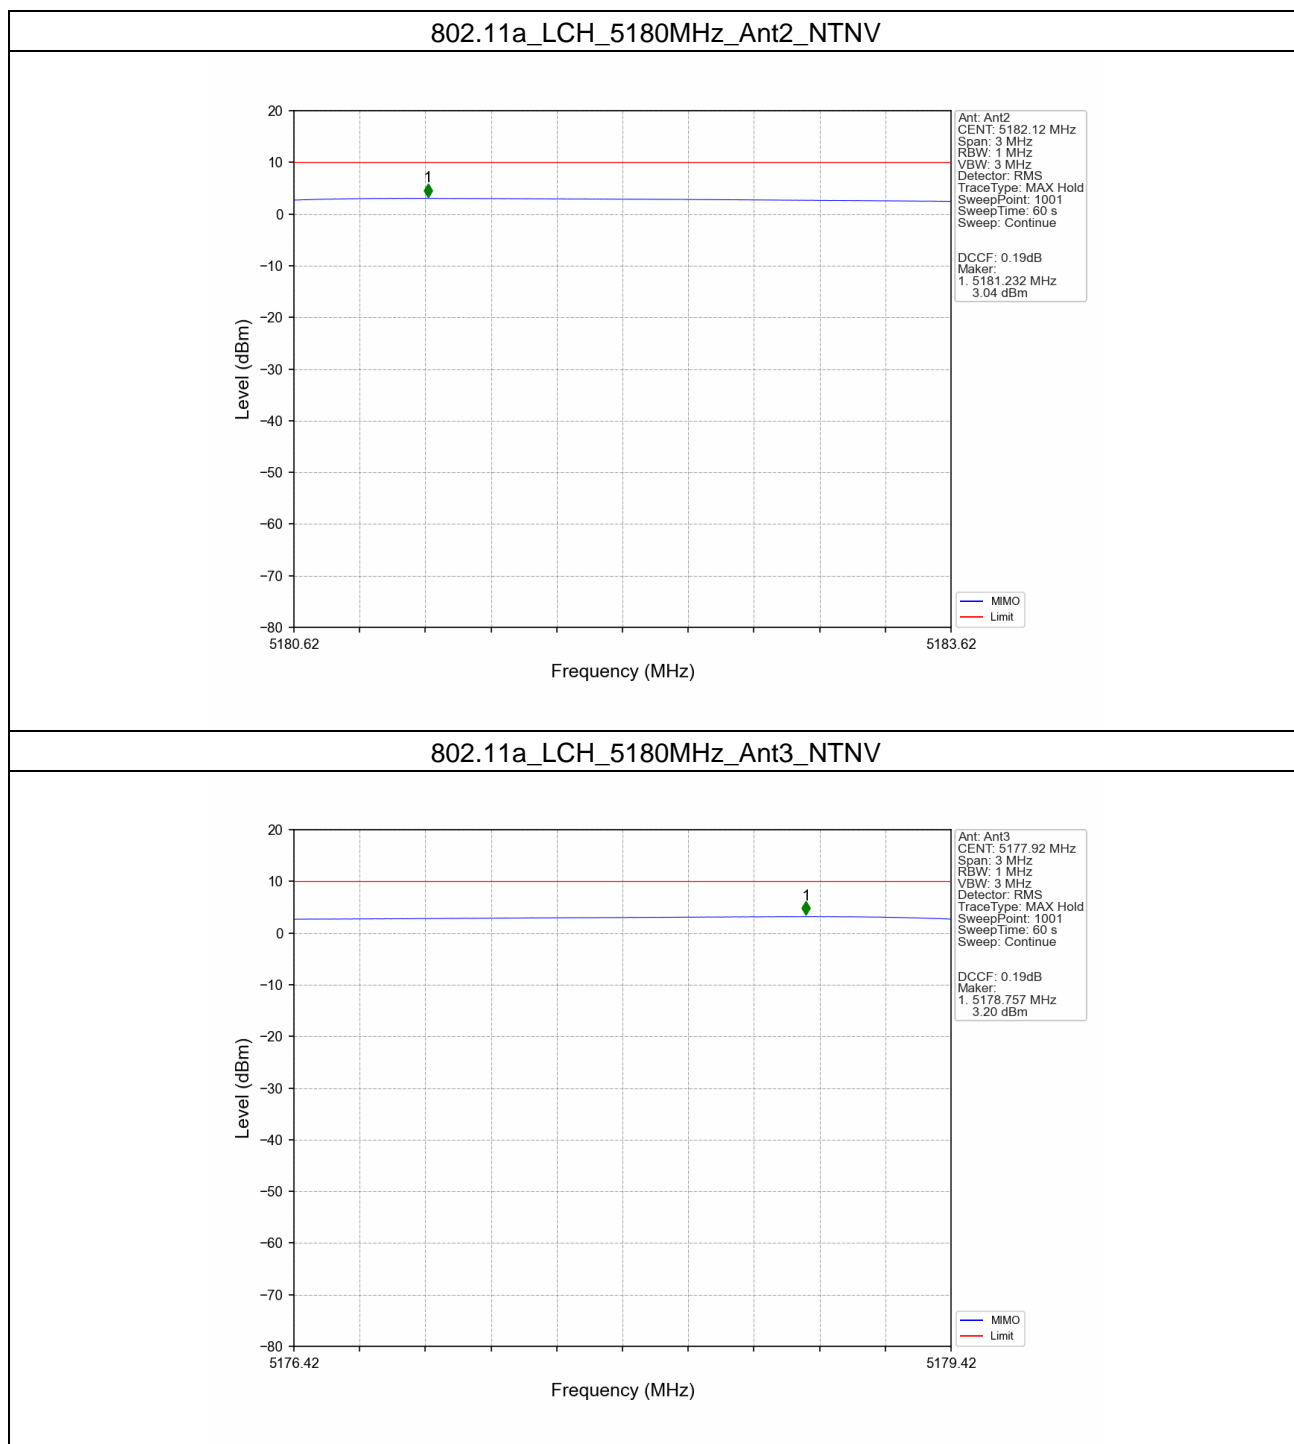 802.11a_LCH_5180MHz_Ant2_NTNV
20
10
0
−10
−20
−30
−40
−50
−60
−70
−80
Level (dBm)
1
5180.62
5183.62
Frequency (MHz)
Ant: Ant2
CENT: 5182.12 MHz
Span: 3 MHz
RBW: 1 MHz
VBW: 3 MHz
Detector: RMS
TraceType: MAX Hold
SweepPoint: 1001
SweepTime: 60 s
Sweep: Continue
DCCF: 0.19dB
Maker:
1. 5181.232 MHz
3.04 dBm
MIMO
Limit
802.11a_LCH_5180MHz_Ant3_NTNV
20
10
0
−10
−20
−30
−40
−50
−60
−70
−80
Level (dBm)
1
5176.42
5179.42
Frequency (MHz)
Ant: Ant3
CENT: 5177.92 MHz
Span: 3 MHz
RBW: 1 MHz
VBW: 3 MHz
Detector: RMS
TraceType: MAX Hold
SweepPoint: 1001
SweepTime: 60 s
Sweep: Continue
DCCF: 0.19dB
Maker:
1. 5178.757 MHz
3.20 dBm
MIMO
Limit